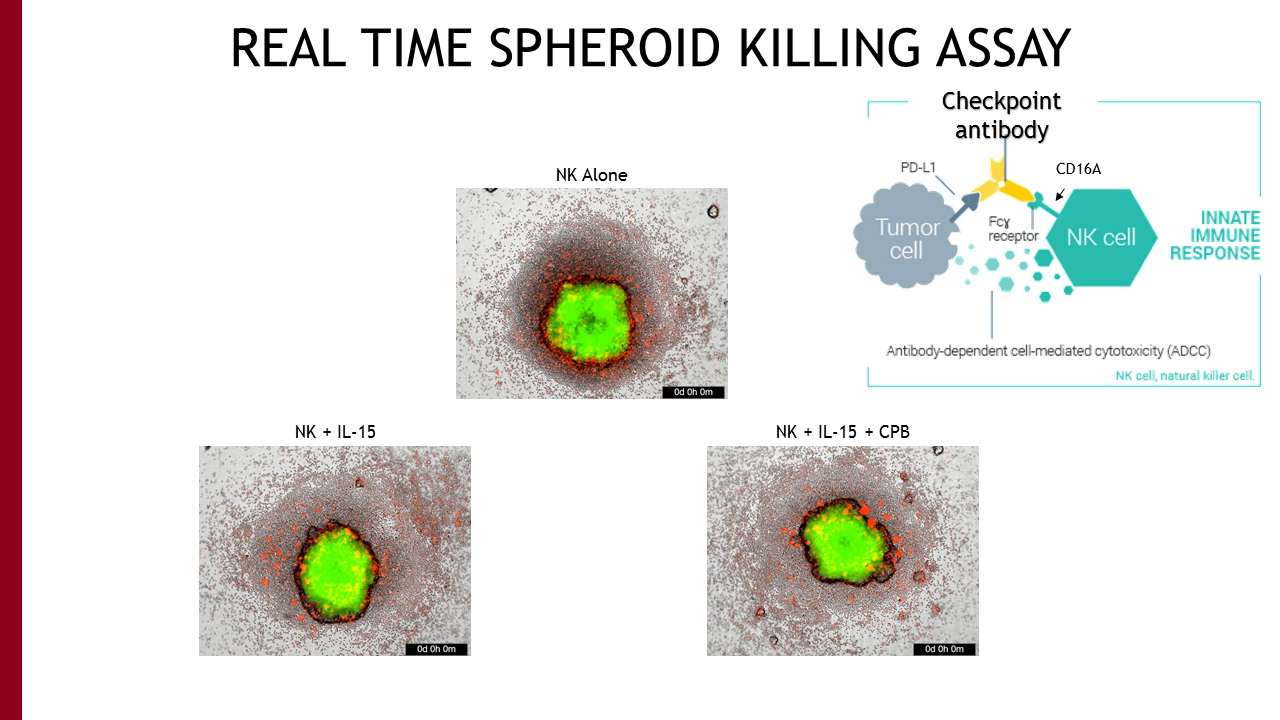 REAL TIME SPHEROID KILLING ASSAY
Checkpoint
antibody
PD-L1
CD16A
Tumor
cell
Fcɣ
receptor
NK cell
INNATE
IMMUNE
RESPONSE
Antibody-dependent cell-mediated cytotoxicity (ADCC)
NK cell, natural killer cell.
NK Alone
0d 0h 0m
NK + IL-15
0d 0h 0m
NK + IL-15 + CPB
0d 0h 0m